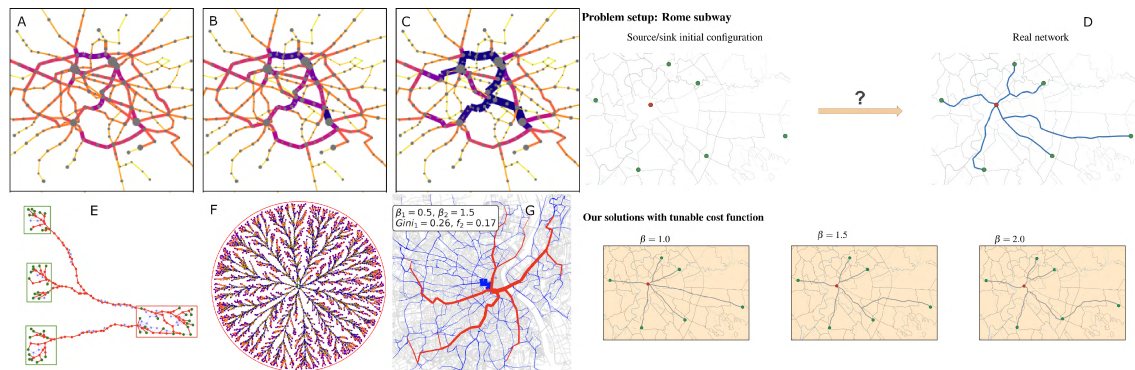 A
B
C
Problem setup: Rome subway
D
Source/sink initial configuration
Real network
?
E
F
G
β₁ = 0.5, β₂ = 1.5
Gini₁ = 0.26, f₂ = 0.17
Our solutions with tunable cost function
β = 1.0
β = 1.5
β = 2.0